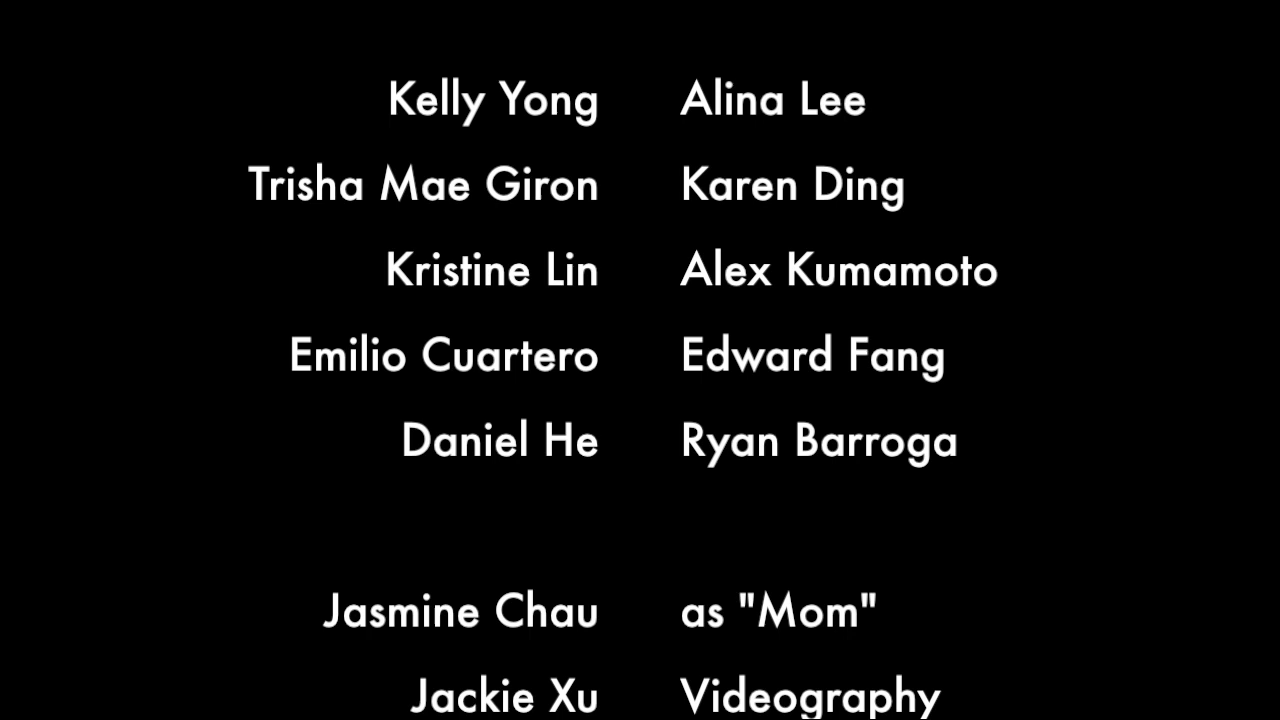 Kelly Yong Alina Lee
Trisha Mae Giron Karen Ding
Kristine Lin Alex Kumamoto
Emilio Cuartero Edward Fang
Daniel He Ryan Barroga
Jasmine Chau as "Mom"
Jackie Xu Videography